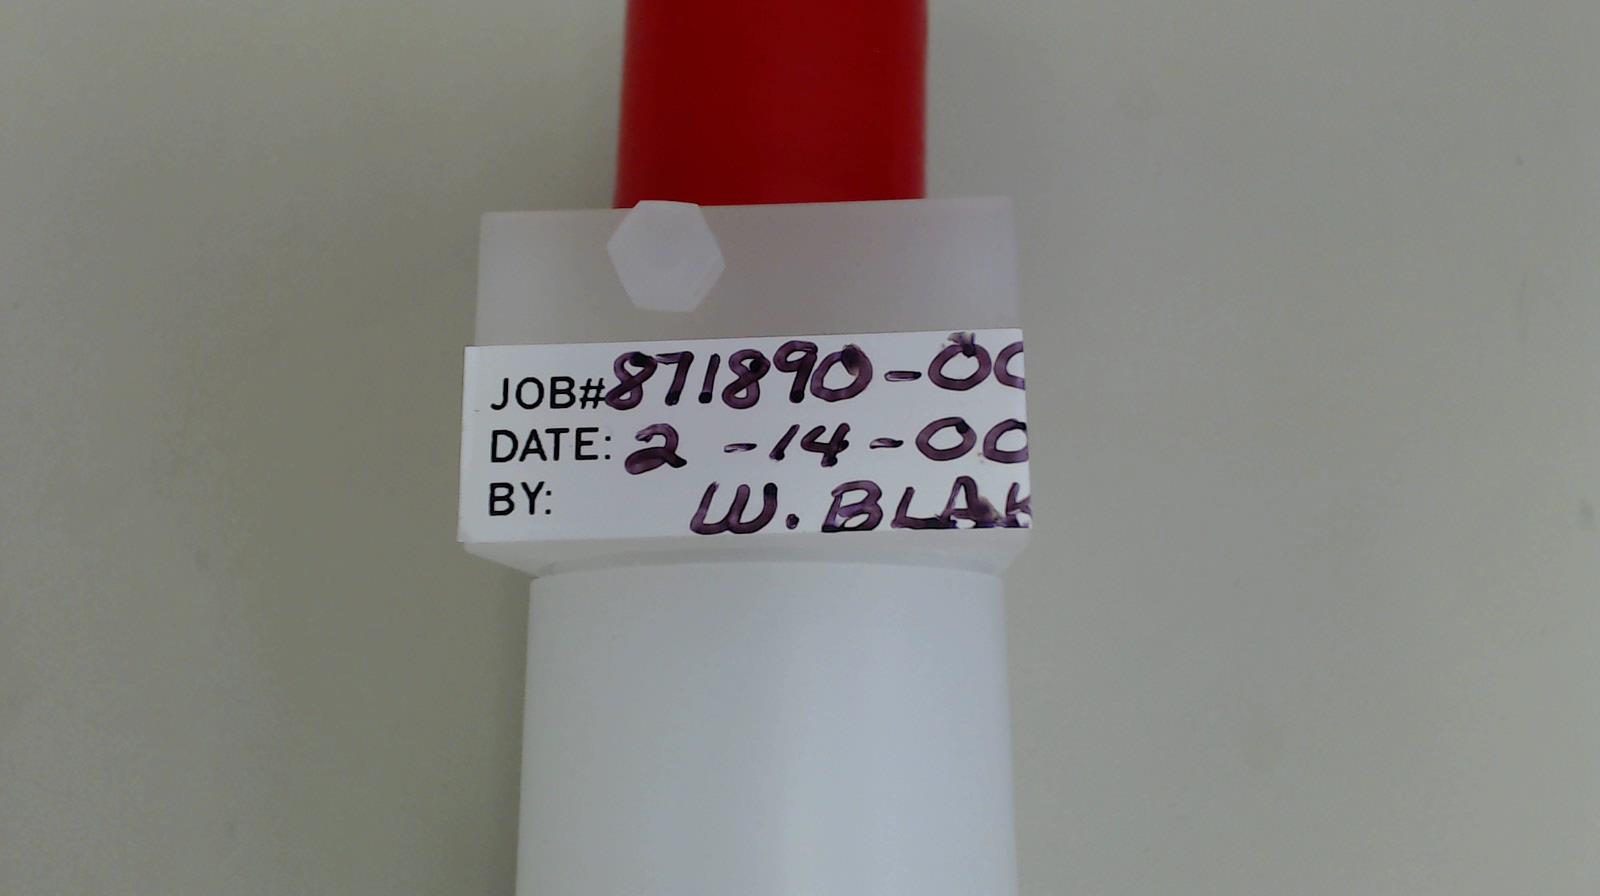 JOB# 871890-00
DATE: 2-14-00
BY: W. BLAK